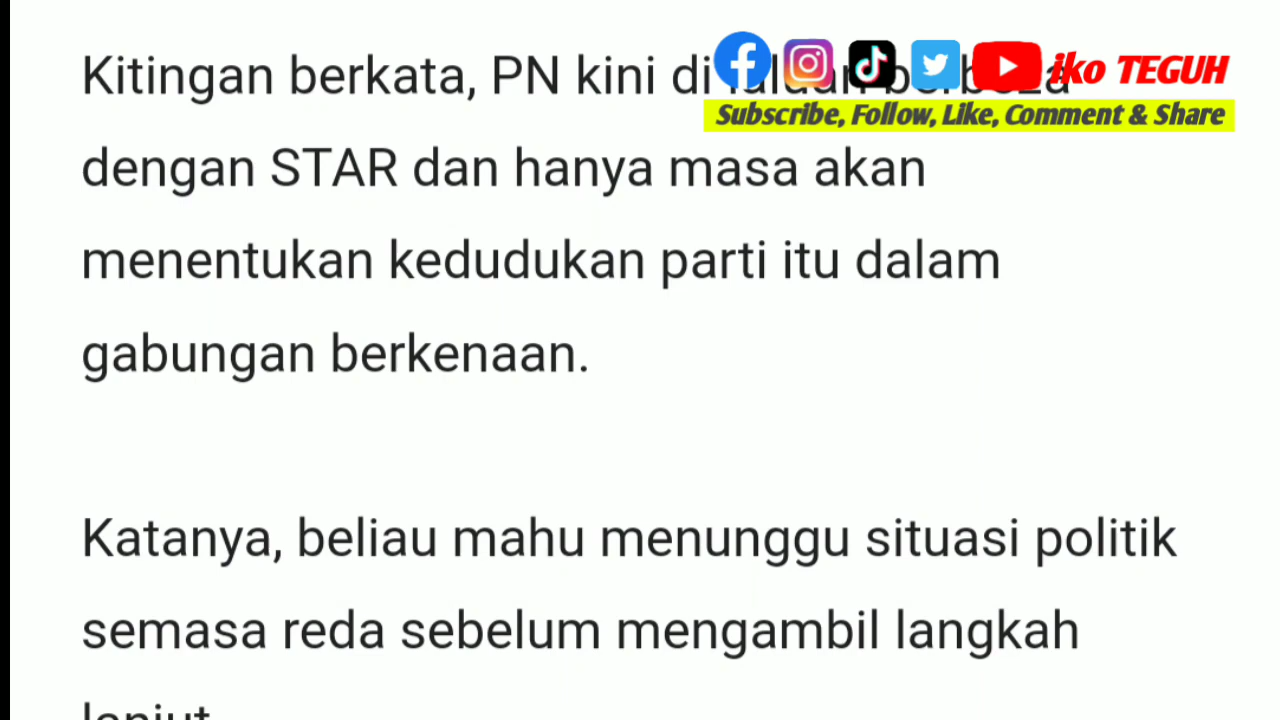 Kitingan berkata, PN kini di
iko TEGUH
Subscribe, Follow, Like, Comment & Share
dengan STAR dan hanya masa akan
menentukan kedudukan parti itu dalam
gabungan berkenaan.
Katanya, beliau mahu menunggu situasi politik
semasa reda sebelum mengambil langkah